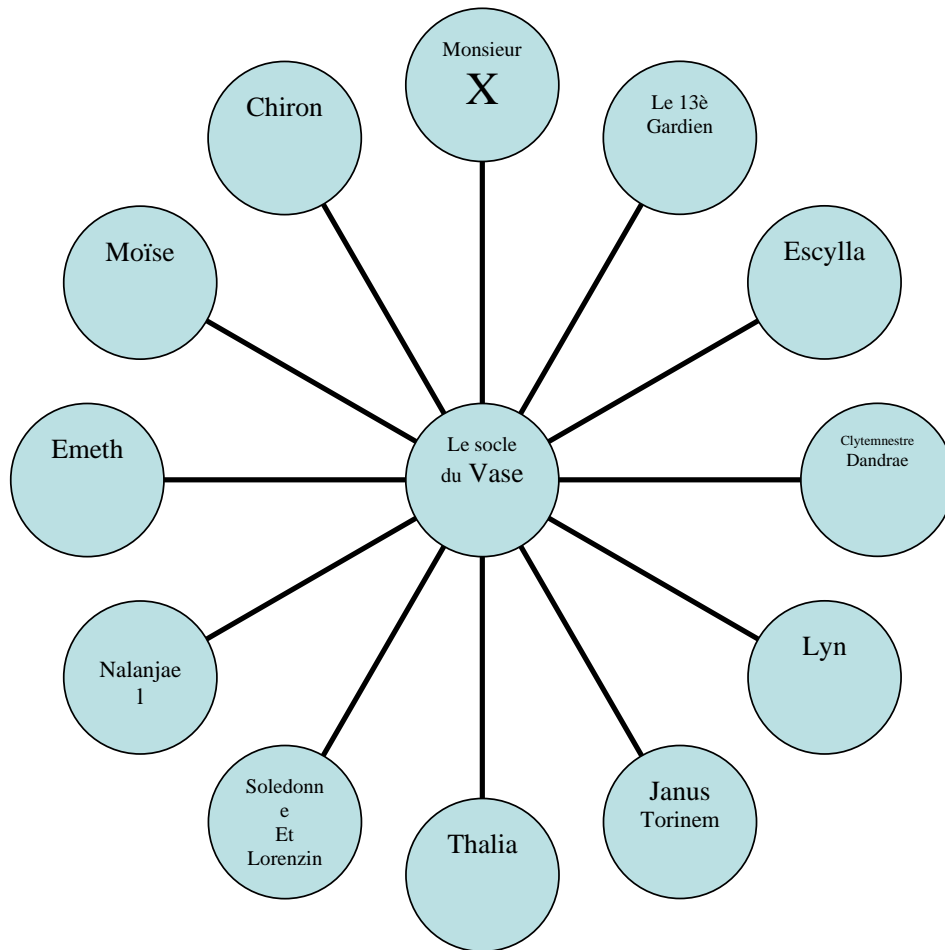 Monsieur
X
Le 13è
Gardien
Escylla
Clytemnestre
Dandrae
Lyn
Janus
Torinem
Thalia
Soledonn
e
Et
Lorenzin
Nalanjae
l
Emeth
Moïse
Chiron
Le socle
du Vase